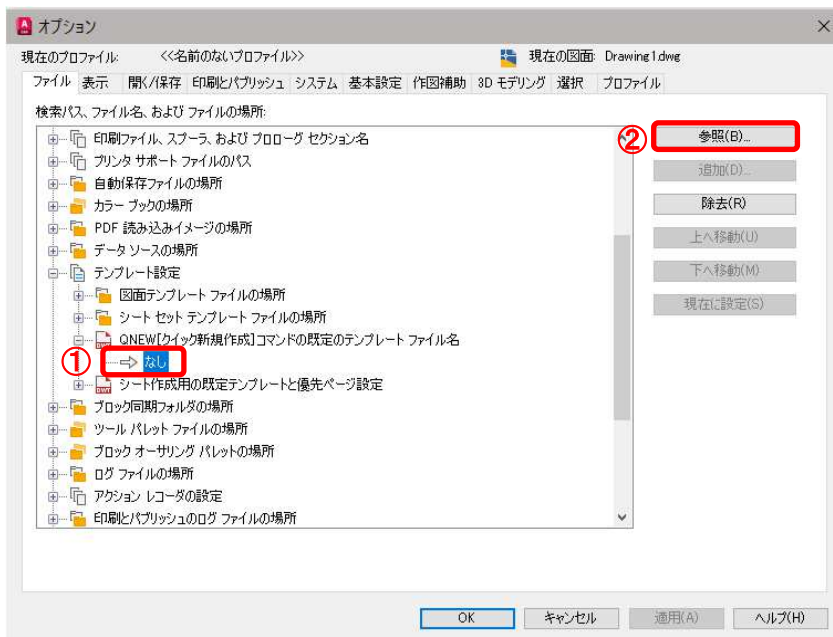 オプション
現在のプロファイル: <<名前のないプロファイル>> 現在の図面: Drawing1.dwg
ファイル 表示 開く/保存 印刷とパブリッシュ システム 基本設定 作図補助 3D モデリング 選択 プロファイル
検索パス、ファイル名、および ファイルの場所:
印刷ファイル、スプーラ、および プロローグ セクション名
プリンタ サポート ファイルのパス
自動保存ファイルの場所
カラー ブックの場所
PDF 読み込みイメージの場所
データ ソースの場所
テンプレート設定
図面テンプレート ファイルの場所
シート セット テンプレート ファイルの場所
QNEW[クイック新規作成]コマンドの既定のテンプレート ファイル名
① なし
シート作成用の既定テンプレートと優先ページ設定
ブロック同期フォルダの場所
ツール パレット ファイルの場所
ブロック オーサリング パレットの場所
ログ ファイルの場所
アクション レコーダの設定
印刷とパブリッシュのログ ファイルの場所
② 参照(B)...
追加(D)...
除去(R)
上へ移動(U)
下へ移動(M)
現在に設定(S)
OK キャンセル 適用(A) ヘルプ(H)